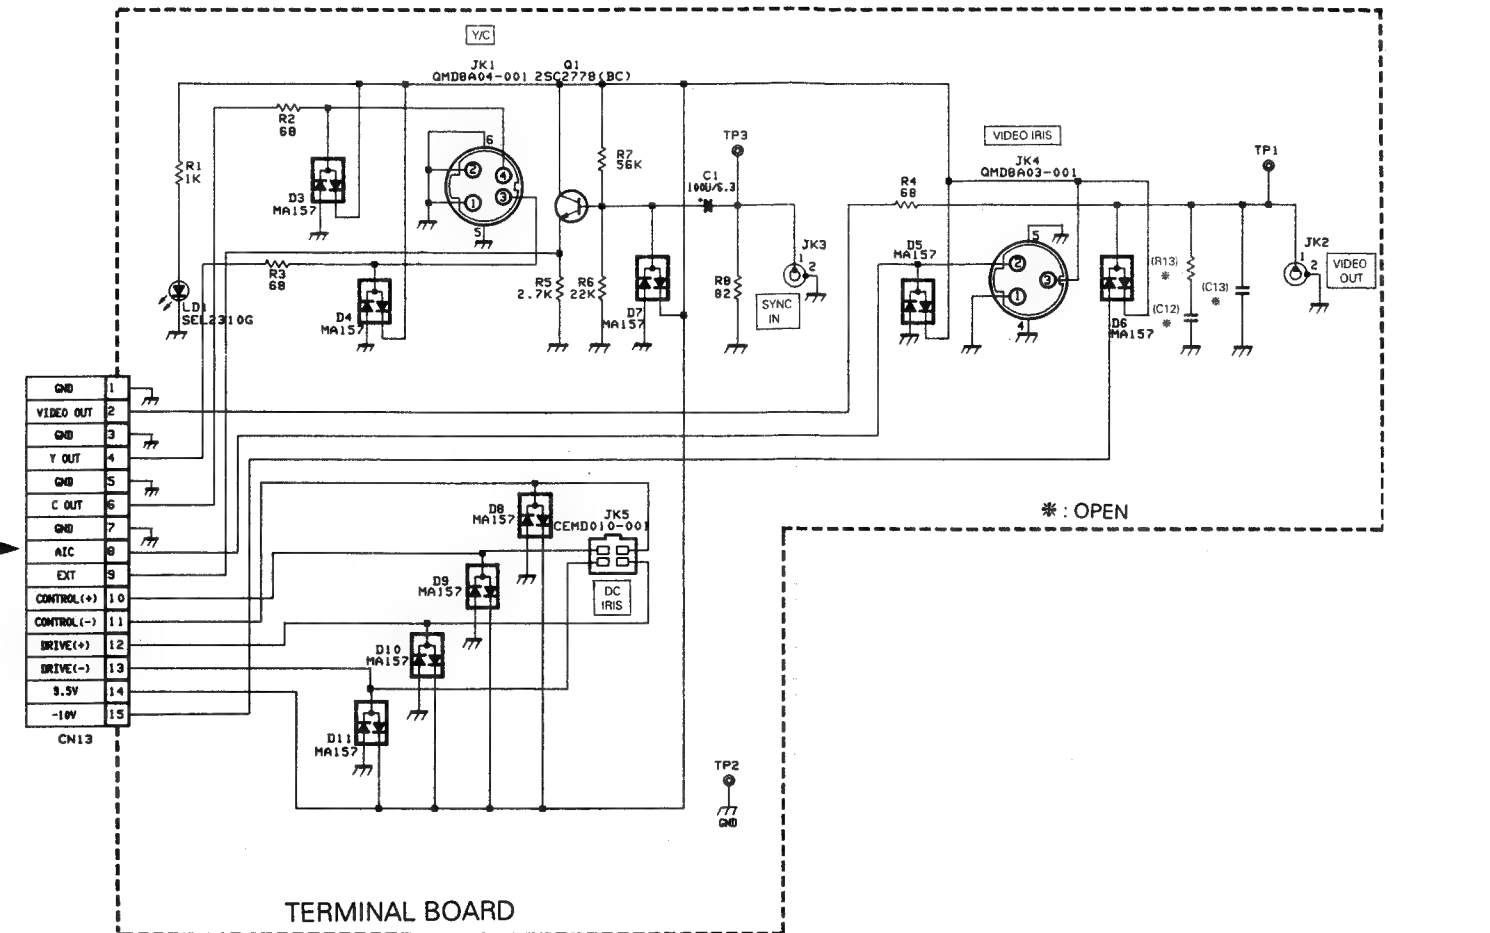 Y/C
JK1
QMD8A04-001
Q1
2SC2778(BC)
R2
68
R1
1K
D3
MA157
6
2
4
1
3
5
R7
56K
TP3
C1
100U/6.3
+
VIDEO IRIS
JK4
QMD8A03-001
TP1
R4
68
JK3
1
2
D5
MA157
5
2
3
1
4
(R13)
※
(C13)
※
(C12)
※
JK2
1
2
VIDEO
OUT
R3
68
LD1
SEL2310G
D4
MA157
R5
2.7K
R6
22K
D7
MA157
R8
82
SYNC
IN
D6
MA157
GND 1
VIDEO OUT 2
GND 3
Y OUT 4
GND 5
C OUT 6
GND 7
AIC 8
EXT 9
CONTROL(+) 10
CONTROL(-) 11
DRIVE(+) 12
DRIVE(-) 13
9.5V 14
-10V 15
CN13
※ : OPEN
D8
MA157
JK5
CEMD010-001
D9
MA157
DC
IRIS
D10
MA157
D11
MA157
TP2
GND
TERMINAL BOARD